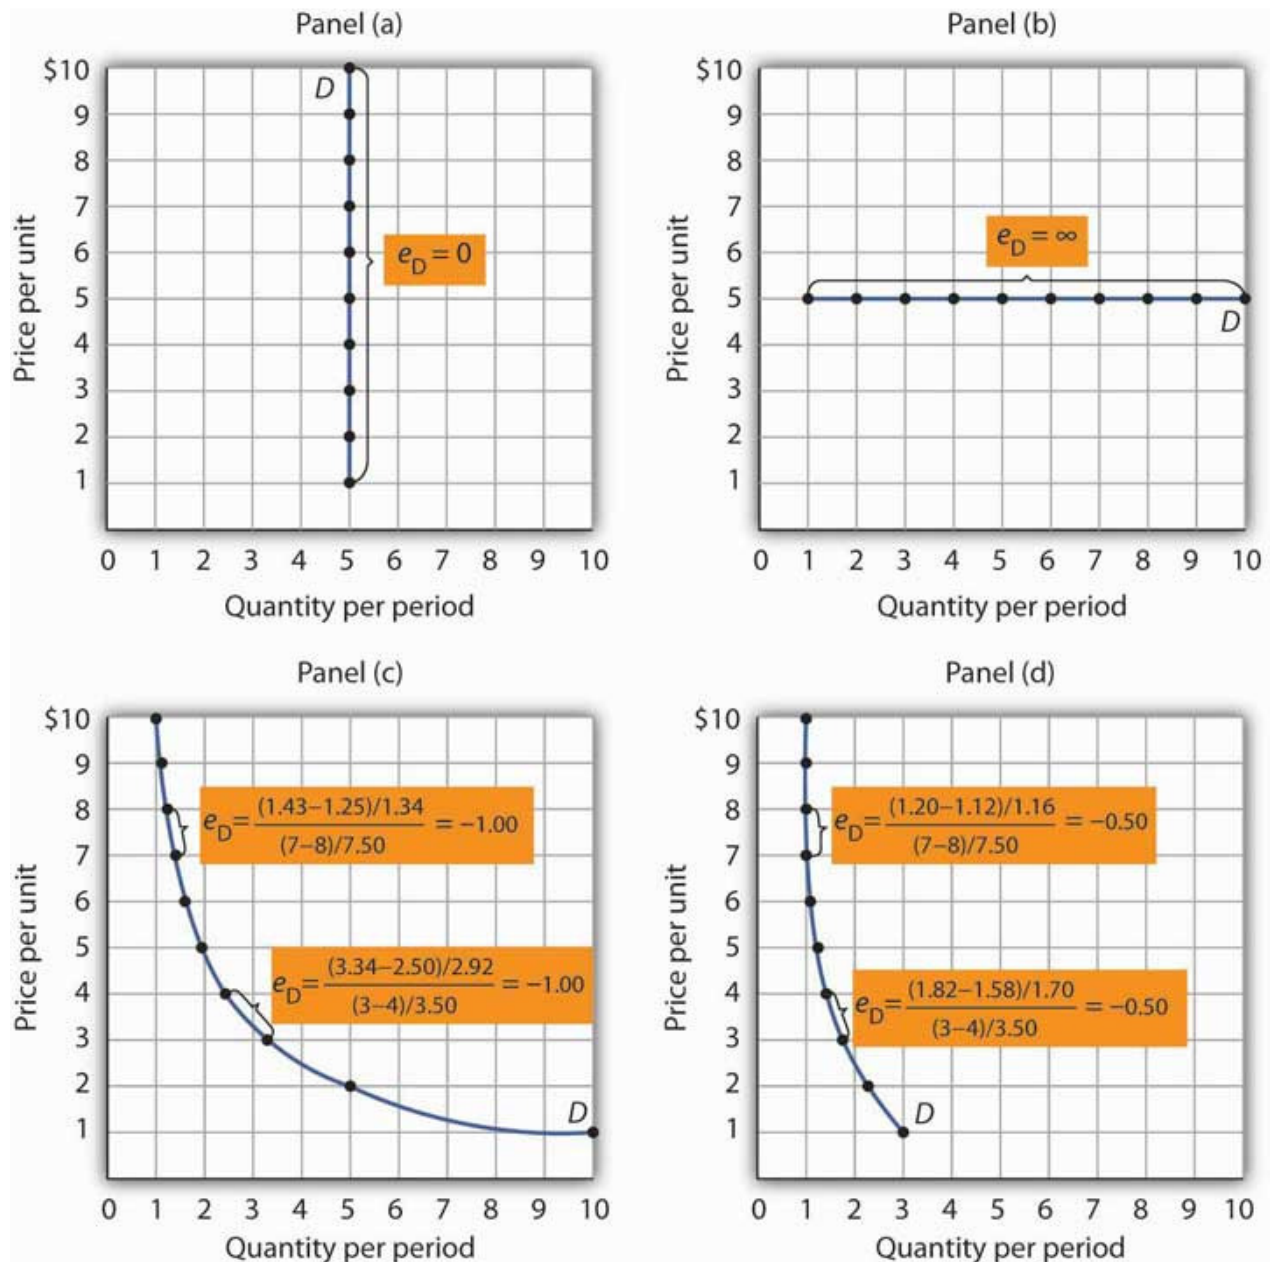 Panel (a)
$10
9
8
7
6
5
4
3
2
1
Price per unit
D
eD = 0
0 1 2 3 4 5 6 7 8 9 10
Quantity per period
Panel (b)
$10
9
8
7
6
5
4
3
2
1
Price per unit
eD = ∞
D
0 1 2 3 4 5 6 7 8 9 10
Quantity per period
Panel (c)
$10
9
8
7
6
5
4
3
2
1
Price per unit
eD= (1.43–1.25)/1.34
(7–8)/7.50
= –1.00
eD= (3.34–2.50)/2.92
(3–4)/3.50
= –1.00
D
0 1 2 3 4 5 6 7 8 9 10
Quantity per period
Panel (d)
$10
9
8
7
6
5
4
3
2
1
Price per unit
eD= (1.20–1.12)/1.16
(7–8)/7.50
= –0.50
eD= (1.82–1.58)/1.70
(3–4)/3.50
= –0.50
D
0 1 2 3 4 5 6 7 8 9 10
Quantity per period